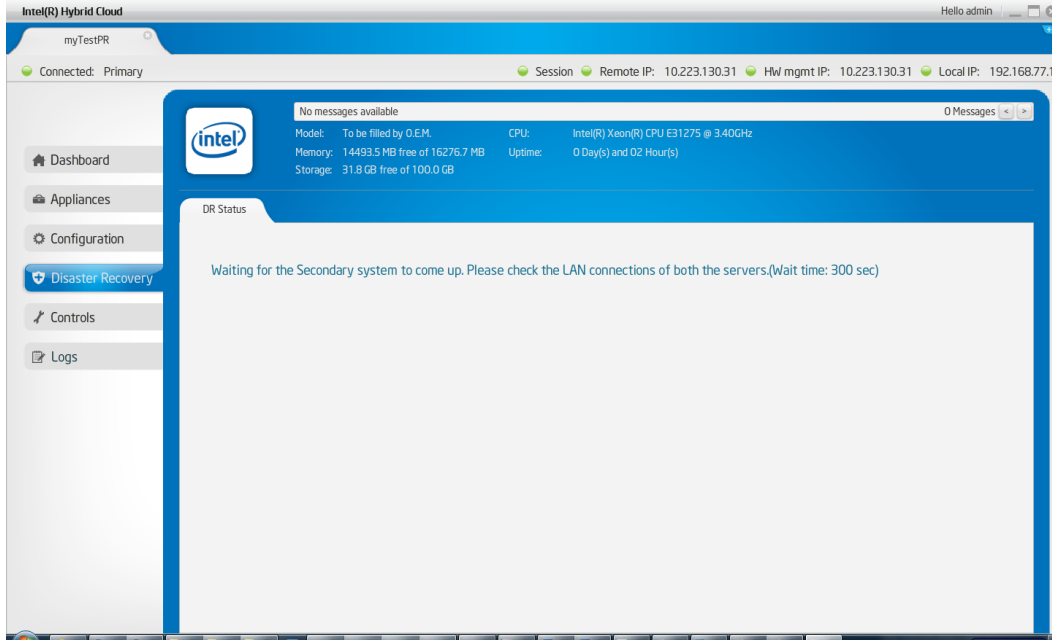 Intel(R) Hybrid Cloud Hello admin
myTestPR
Connected: Primary Session Remote IP: 10.223.130.31 HW mgmt IP: 10.223.130.31 Local IP: 192.168.77.1
No messages available 0 Messages < >
intel
Model: To be filled by O.E.M. CPU: Intel(R) Xeon(R) CPU E31275 @ 3.40GHz
Memory: 14493.5 MB free of 16276.7 MB Uptime: 0 Day(s) and 02 Hour(s)
Storage: 31.8 GB free of 100.0 GB
Dashboard
Appliances
Configuration
Disaster Recovery
Controls
Logs
DR Status
Waiting for the Secondary system to come up. Please check the LAN connections of both the servers.(Wait time: 300 sec)